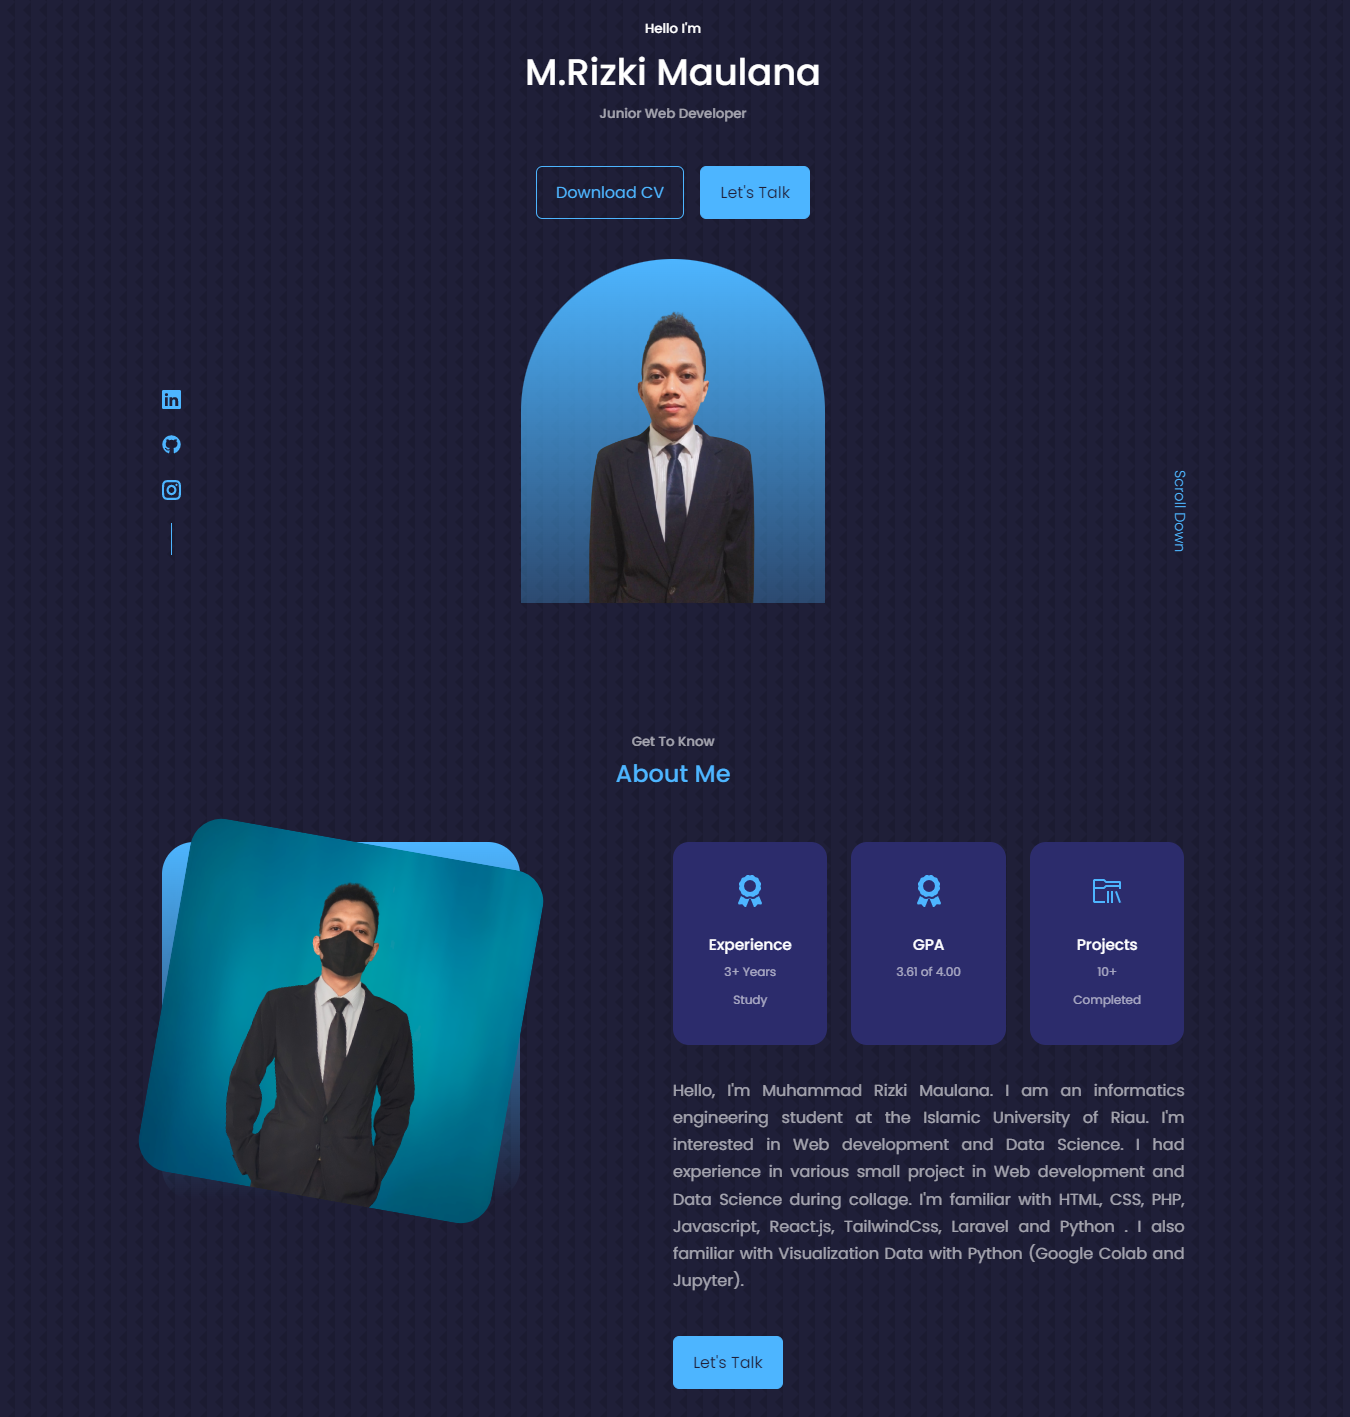 Hello I'm
M.Rizki Maulana
Junior Web Developer
Download CV
Let's Talk
Scroll Down
Get To Know
About Me
Experience
3+ Years
Study
GPA
3.61 of 4.00
Projects
10+
Completed
Hello, I'm Muhammad Rizki Maulana. I am an informatics
engineering student at the Islamic University of Riau. I'm
interested in Web development and Data Science. I had
experience in various small project in Web development and
Data Science during collage. I'm familiar with HTML, CSS, PHP,
Javascript, React.js, TailwindCss, Laravel and Python . I also
familiar with Visualization Data with Python (Google Colab and
Jupyter).
Let's Talk